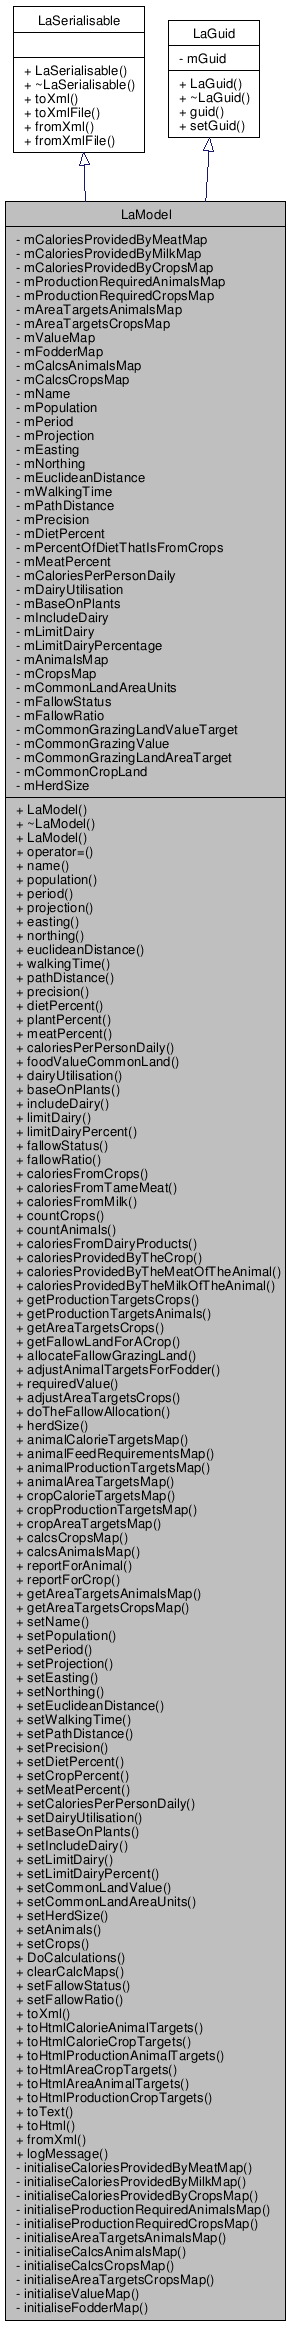 LaSerialisable
+ LaSerialisable()
+ ~LaSerialisable()
+ toXml()
+ toXmlFile()
+ fromXml()
+ fromXmlFile()
LaGuid
- mGuid
+ LaGuid()
+ ~LaGuid()
+ guid()
+ setGuid()
LaModel
- mCaloriesProvidedByMeatMap
- mCaloriesProvidedByMilkMap
- mCaloriesProvidedByCropsMap
- mProductionRequiredAnimalsMap
- mProductionRequiredCropsMap
- mAreaTargetsAnimalsMap
- mAreaTargetsCropsMap
- mValueMap
- mFodderMap
- mCalcsAnimalsMap
- mCalcsCropsMap
- mName
- mPopulation
- mPeriod
- mProjection
- mEasting
- mNorthing
- mEuclideanDistance
- mWalkingTime
- mPathDistance
- mPrecision
- mDietPercent
- mPercentOfDietThatIsFromCrops
- mMeatPercent
- mCaloriesPerPersonDaily
- mDairyUtilisation
- mBaseOnPlants
- mIncludeDairy
- mLimitDairy
- mLimitDairyPercentage
- mAnimalsMap
- mCropsMap
- mCommonLandAreaUnits
- mFallowStatus
- mFallowRatio
- mCommonGrazingLandValueTarget
- mCommonGrazingValue
- mCommonGrazingLandAreaTarget
- mCommonCropLand
- mHerdSize
+ LaModel()
+ ~LaModel()
+ LaModel()
+ operator=()
+ name()
+ population()
+ period()
+ projection()
+ easting()
+ northing()
+ euclideanDistance()
+ walkingTime()
+ pathDistance()
+ precision()
+ dietPercent()
+ plantPercent()
+ meatPercent()
+ caloriesPerPersonDaily()
+ foodValueCommonLand()
+ dairyUtilisation()
+ baseOnPlants()
+ includeDairy()
+ limitDairy()
+ limitDairyPercent()
+ fallowStatus()
+ fallowRatio()
+ caloriesFromCrops()
+ caloriesFromTameMeat()
+ caloriesFromMilk()
+ countCrops()
+ countAnimals()
+ caloriesFromDairyProducts()
+ caloriesProvidedByTheCrop()
+ caloriesProvidedByTheMeatOfTheAnimal()
+ caloriesProvidedByTheMilkOfTheAnimal()
+ getProductionTargetsCrops()
+ getProductionTargetsAnimals()
+ getAreaTargetsCrops()
+ getFallowLandForACrop()
+ allocateFallowGrazingLand()
+ adjustAnimalTargetsForFodder()
+ requiredValue()
+ adjustAreaTargetsCrops()
+ doTheFallowAllocation()
+ herdSize()
+ animalCalorieTargetsMap()
+ animalFeedRequirementsMap()
+ animalProductionTargetsMap()
+ animalAreaTargetsMap()
+ cropCalorieTargetsMap()
+ cropProductionTargetsMap()
+ cropAreaTargetsMap()
+ calcsCropsMap()
+ calcsAnimalsMap()
+ reportForAnimal()
+ reportForCrop()
+ getAreaTargetsAnimalsMap()
+ getAreaTargetsCropsMap()
+ setName()
+ setPopulation()
+ setPeriod()
+ setProjection()
+ setEasting()
+ setNorthing()
+ setEuclideanDistance()
+ setWalkingTime()
+ setPathDistance()
+ setPrecision()
+ setDietPercent()
+ setCropPercent()
+ setMeatPercent()
+ setCaloriesPerPersonDaily()
+ setDairyUtilisation()
+ setBaseOnPlants()
+ setIncludeDairy()
+ setLimitDairy()
+ setLimitDairyPercent()
+ setCommonLandValue()
+ setCommonLandAreaUnits()
+ setHerdSize()
+ setAnimals()
+ setCrops()
+ DoCalculations()
+ clearCalcMaps()
+ setFallowStatus()
+ setFallowRatio()
+ toXml()
+ toHtmlCalorieAnimalTargets()
+ toHtmlCalorieCropTargets()
+ toHtmlProductionAnimalTargets()
+ toHtmlAreaCropTargets()
+ toHtmlAreaAnimalTargets()
+ toHtmlProductionCropTargets()
+ toText()
+ toHtml()
+ fromXml()
+ logMessage()
- initialiseCaloriesProvidedByMeatMap()
- initialiseCaloriesProvidedByMilkMap()
- initialiseCaloriesProvidedByCropsMap()
- initialiseProductionRequiredAnimalsMap()
- initialiseProductionRequiredCropsMap()
- initialiseAreaTargetsAnimalsMap()
- initialiseCalcsAnimalsMap()
- initialiseCalcsCropsMap()
- initialiseAreaTargetsCropsMap()
- initialiseValueMap()
- initialiseFodderMap()